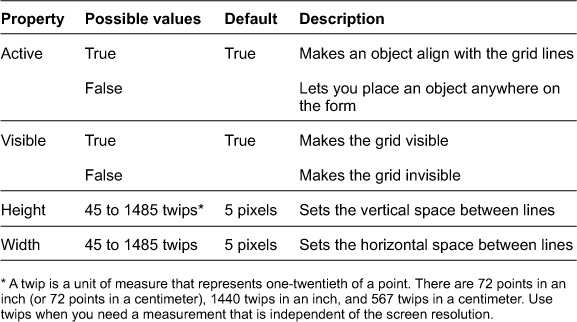 Property Possible values Default Description
Active True True Makes an object align with the grid lines
False Lets you place an object anywhere on
the form
Visible True True Makes the grid visible
False Makes the grid invisible
Height 45 to 1485 twips* 5 pixels Sets the vertical space between lines
Width 45 to 1485 twips 5 pixels Sets the horizontal space between lines
* A twip is a unit of measure that represents one-twentieth of a point. There are 72 points in an
inch (or 72 points in a centimeter), 1440 twips in an inch, and 567 twips in a centimeter. Use
twips when you need a measurement that is independent of the screen resolution.